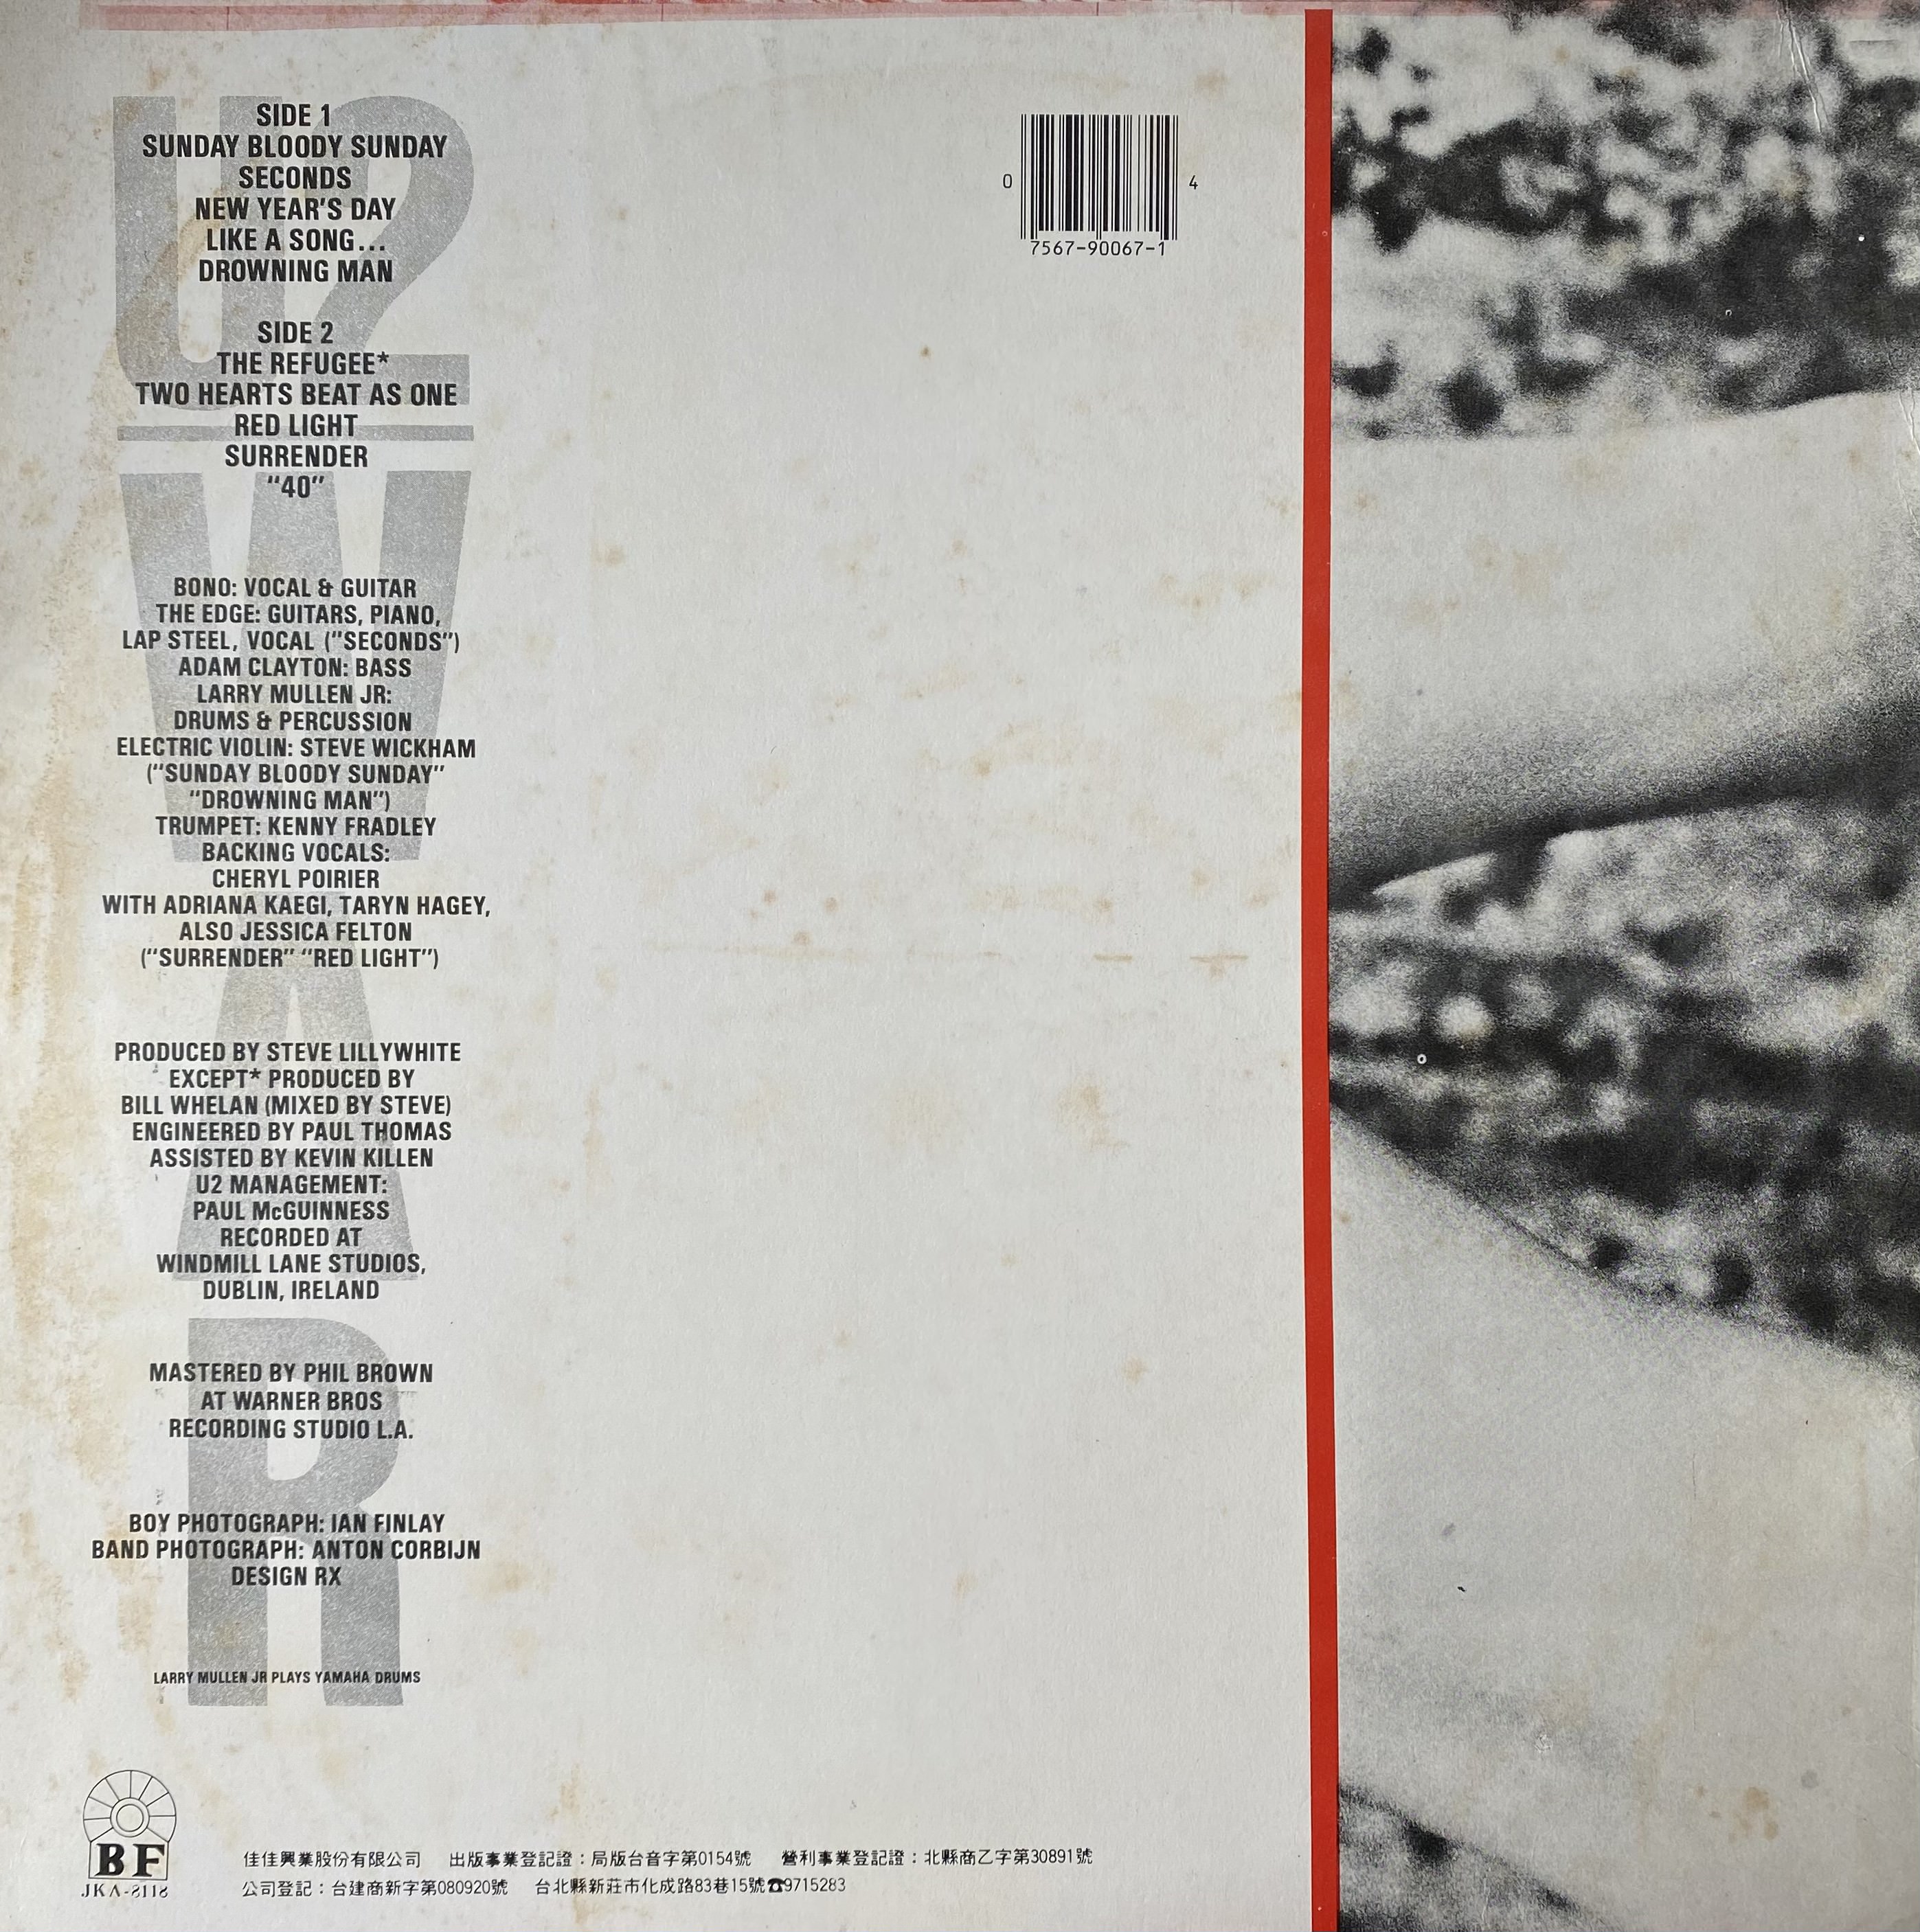 U2
WAR
SIDE 1
SUNDAY BLOODY SUNDAY
SECONDS
NEW YEAR'S DAY
LIKE A SONG...
DROWNING MAN
SIDE 2
THE REFUGEE*
TWO HEARTS BEAT AS ONE
RED LIGHT
SURRENDER
"40"
BONO: VOCAL & GUITAR
THE EDGE: GUITARS, PIANO,
LAP STEEL, VOCAL ("SECONDS")
ADAM CLAYTON: BASS
LARRY MULLEN JR:
DRUMS & PERCUSSION
ELECTRIC VIOLIN: STEVE WICKHAM
("SUNDAY BLOODY SUNDAY"
"DROWNING MAN")
TRUMPET: KENNY FRADLEY
BACKING VOCALS:
CHERYL POIRIER
WITH ADRIANA KAEGI, TARYN HAGEY,
ALSO JESSICA FELTON
("SURRENDER" "RED LIGHT")
PRODUCED BY STEVE LILLYWHITE
EXCEPT* PRODUCED BY
BILL WHELAN (MIXED BY STEVE)
ENGINEERED BY PAUL THOMAS
ASSISTED BY KEVIN KILLEN
U2 MANAGEMENT:
PAUL McGUINNESS
RECORDED AT
WINDMILL LANE STUDIOS,
DUBLIN, IRELAND
MASTERED BY PHIL BROWN
AT WARNER BROS
RECORDING STUDIO L.A.
BOY PHOTOGRAPH: IAN FINLAY
BAND PHOTOGRAPH: ANTON CORBIJN
DESIGN RX
LARRY MULLEN JR PLAYS YAMAHA DRUMS
0 4
7567-90067-1
BF
JKA-8118
佳佳興業股份有限公司 出版事業登記證：局版台音字第0154號 營利事業登記證：北縣商乙字第30891號
公司登記：台建商新字第080920號 台北縣新莊市化成路83巷15號☎9715283